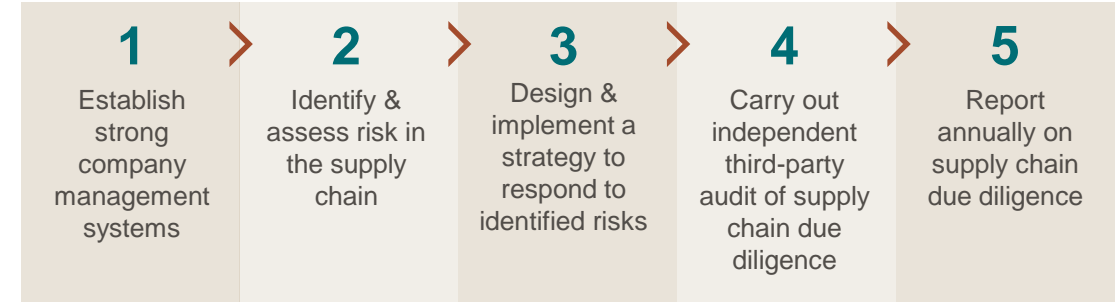 1
Establish
strong
company
management
systems
2
Identify &
assess risk in
the supply
chain
3
Design &
implement a
strategy to
respond to
identified risks
4
Carry out
independent
third-party
audit of supply
chain due
diligence
5
Report
annually on
supply chain
due diligence